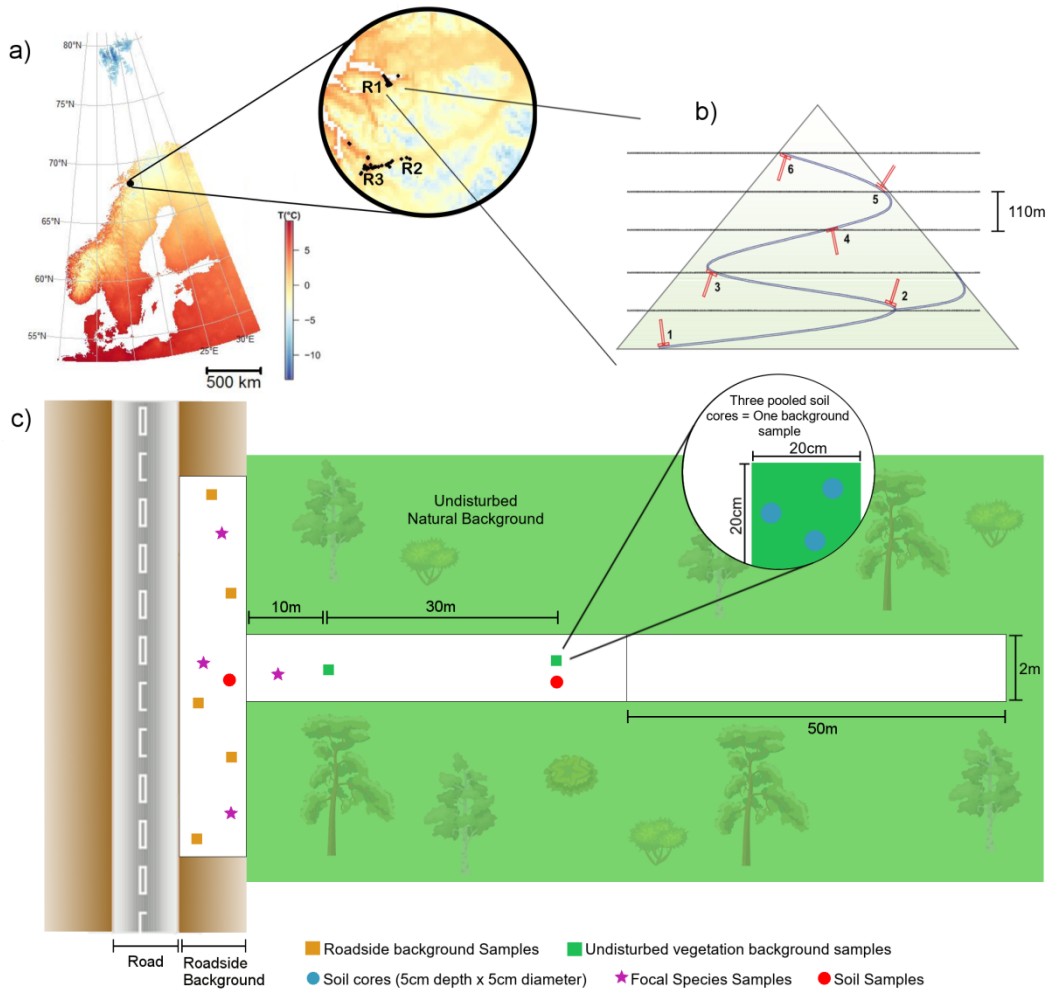 a)
80°N
75°N
70°N
65°N
60°N
55°N
20°E
25°E
30°E
500 km
T(°C)
5
0
−5
−10
R1
R2
R3
b)
6
5
4
3
2
1
110m
c)
Three pooled soil
cores = One background
sample
20cm
20cm
Undisturbed
Natural Background
10m
30m
2m
50m
Road
Roadside
Background
Roadside background Samples
Undisturbed vegetation background samples
Soil cores (5cm depth x 5cm diameter)
Focal Species Samples
Soil Samples